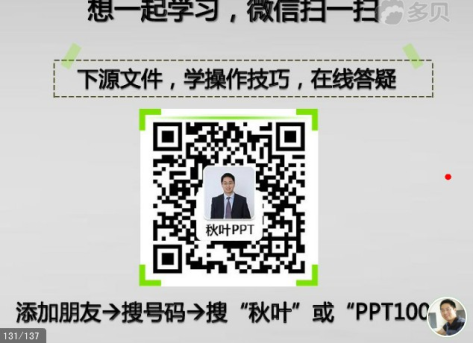 想一起学习，微信扫一扫
多贝
下源文件，学操作技巧，在线答疑
秋叶PPT
添加朋友→搜号码→搜“秋叶”或“PPT100
131/137